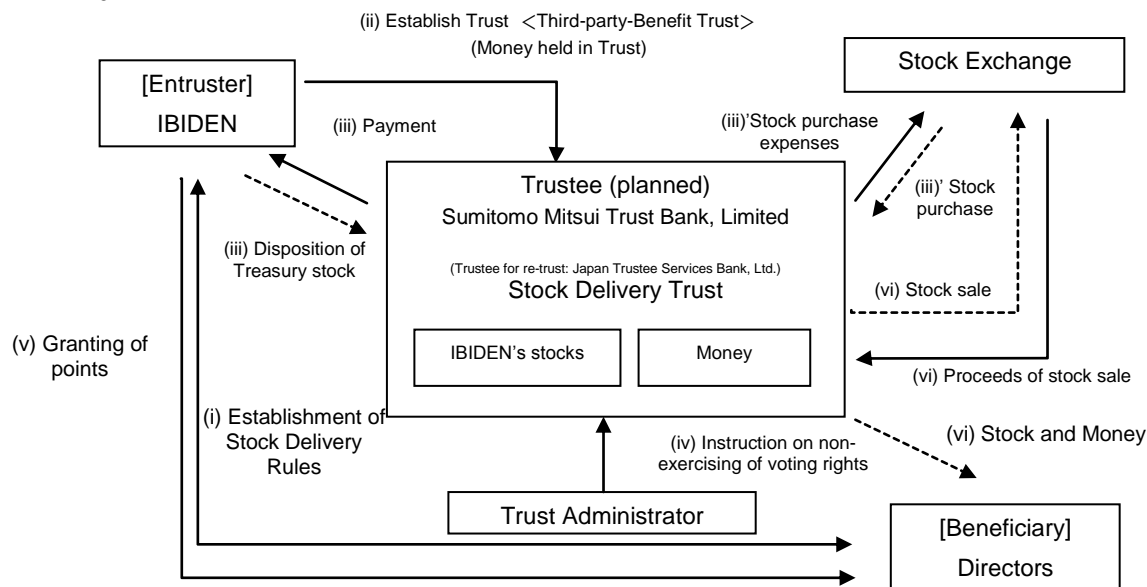 (ii) Establish Trust <Third-party-Benefit Trust>
(Money held in Trust)
Stock Exchange
[Entruster]
IBIDEN
(iii) Payment
(iii)'Stock purchase
expenses
Trustee (planned)
Sumitomo Mitsui Trust Bank, Limited
(iii)' Stock
purchase
(iii) Disposition of
Treasury stock
(Trustee for re-trust: Japan Trustee Services Bank, Ltd.)
Stock Delivery Trust
(vi) Stock sale
(v) Granting of
points
IBIDEN's stocks
Money
(vi) Proceeds of stock sale
(i) Establishment of
Stock Delivery
Rules
(iv) Instruction on non-
exercising of voting rights
(vi) Stock and Money
Trust Administrator
[Beneficiary]
Directors